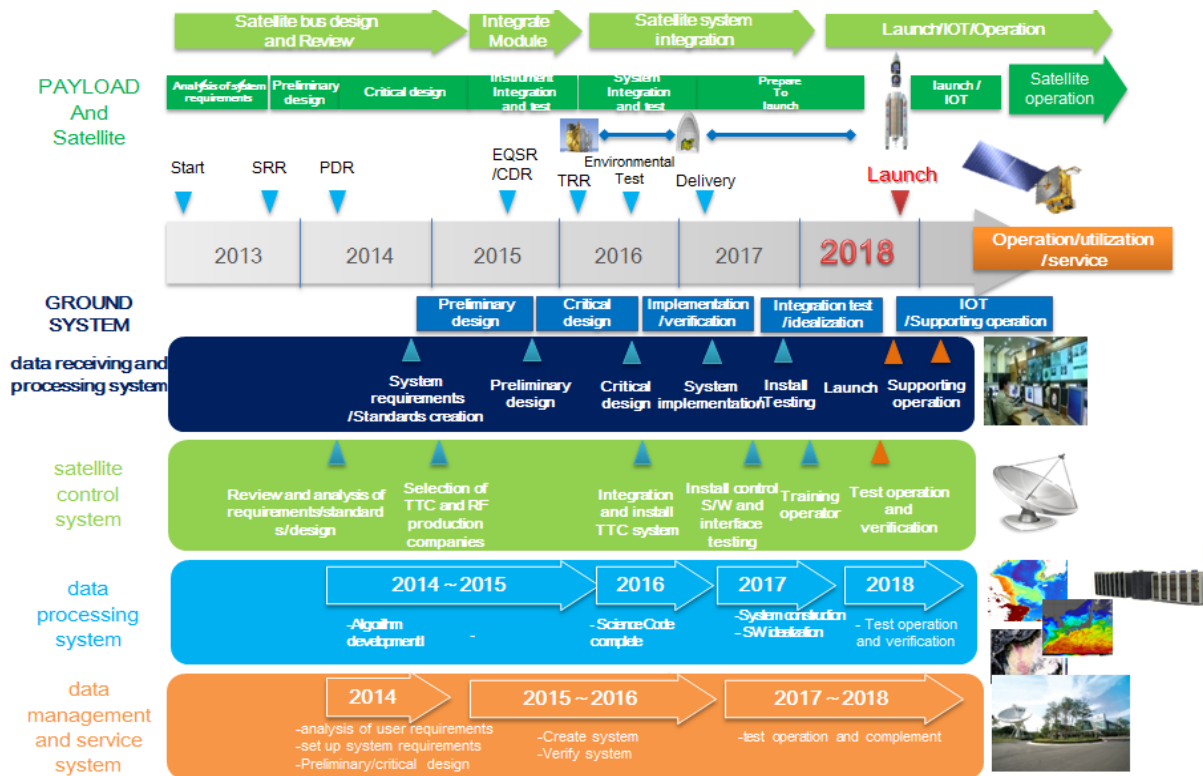 Satellite bus design
and Review
Integrate
Module
Satellite system
integration
Launch/IOT/Operation
PAYLOAD
And
Satellite
Analysis of system
requirements
Preliminary
design
Critical design
Instrument
Integration
and test
System
Integration
and test
Prepare
To
launch
launch /
IOT
Satellite
operation
Start
SRR
PDR
EQSR
/CDR
TRR
Environmental
Test
Delivery
Launch
2013
2014
2015
2016
2017
2018
Operation/utilization
/service
GROUND
SYSTEM
Preliminary
design
Critical
design
Implementation
/verification
Integration test
/idealization
IOT
/Supporting operation
data receiving and
processing system
System
requirements
/Standards creation
Preliminary
design
Critical
design
System
implementation
Install
/Testing
Launch
Supporting
operation
satellite
control
system
Review and analysis of
requirements/standard
s/design
Selection of
TTC and RF
production
companies
Integration
and install
TTC system
Install control
S/W and
interface
testing
Training
operator
Test operation
and
verification
data
processing
system
2014 ~ 2015
2016
2017
2018
-Algorithm
developmentl
-
- Science Code
complete
-System construction
- SW idealization
- Test operation
and verification
data
management
and service
system
2014
2015 ~ 2016
2017 ~ 2018
-analysis of user requirements
-set up system requirements
-Preliminary/critical design
-Create system
-Verify system
-test operation and complement